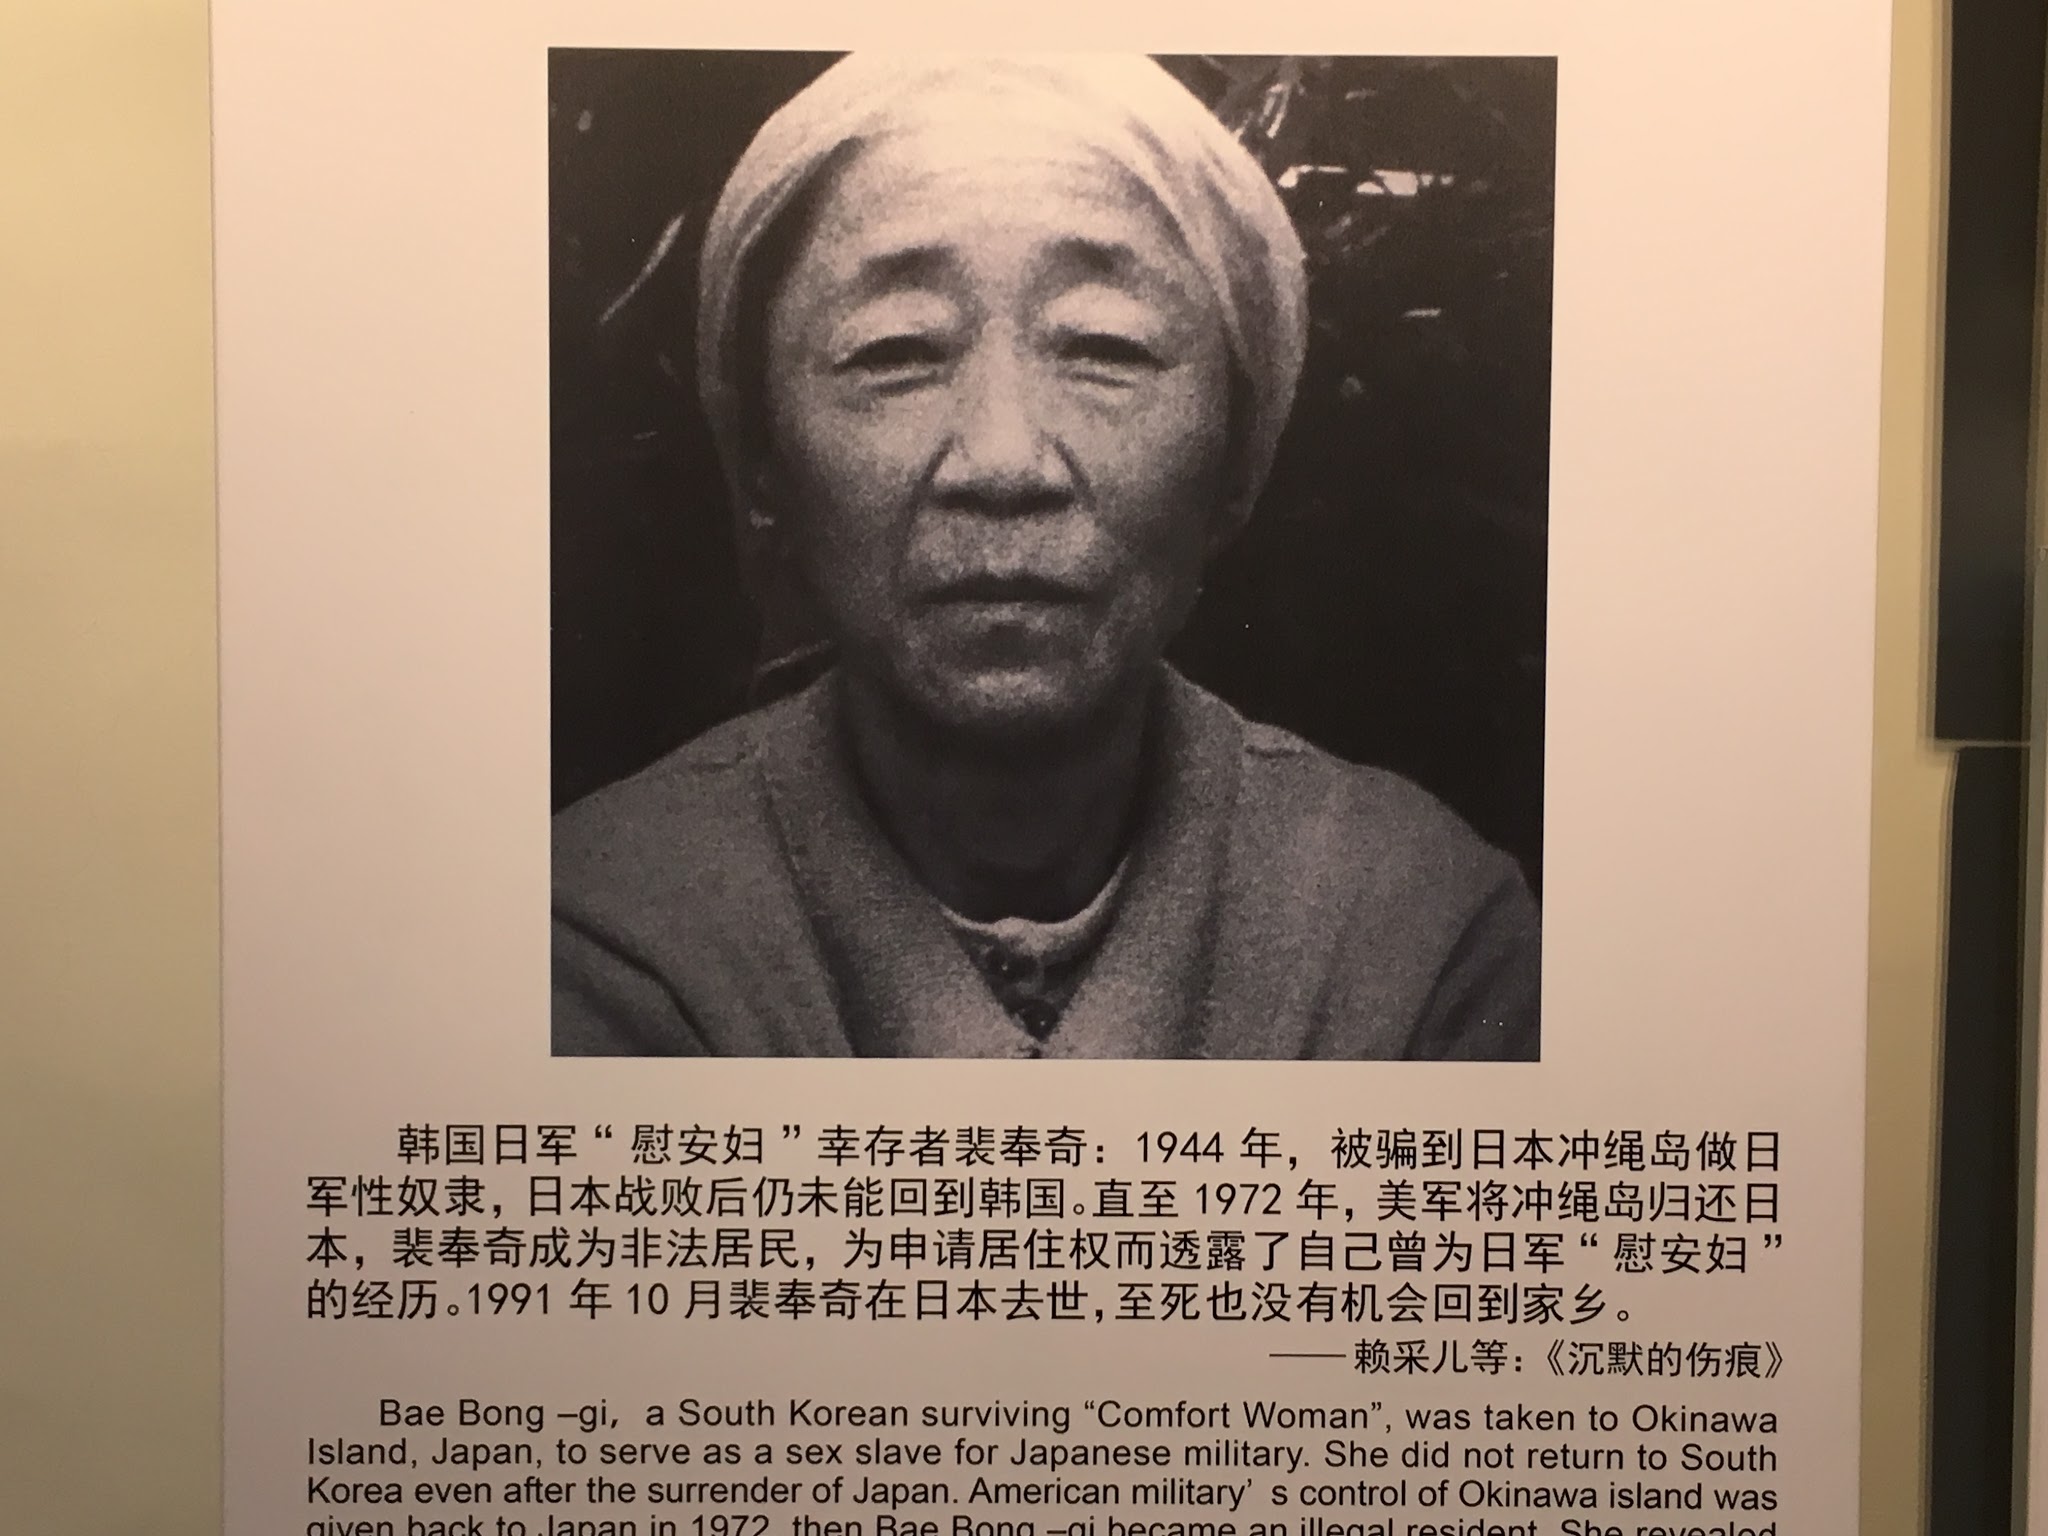 韩国日军“慰安妇”幸存者裴奉奇：1944 年，被骗到日本冲绳岛做日
军性奴隶，日本战败后仍未能回到韩国。直至 1972 年，美军将冲绳岛归还日
本，裴奉奇成为非法居民，为申请居住权而透露了自己曾为日军“慰安妇”
的经历。1991 年 10 月裴奉奇在日本去世，至死也没有机会回到家乡。
——赖采儿等：《沉默的伤痕》
Bae Bong –gi, a South Korean surviving “Comfort Woman”, was taken to Okinawa
Island, Japan, to serve as a sex slave for Japanese military. She did not return to South
Korea even after the surrender of Japan. American military’ s control of Okinawa island was
given back to Japan in 1972, then Bae Bong –gi became an illegal resident. She revealed